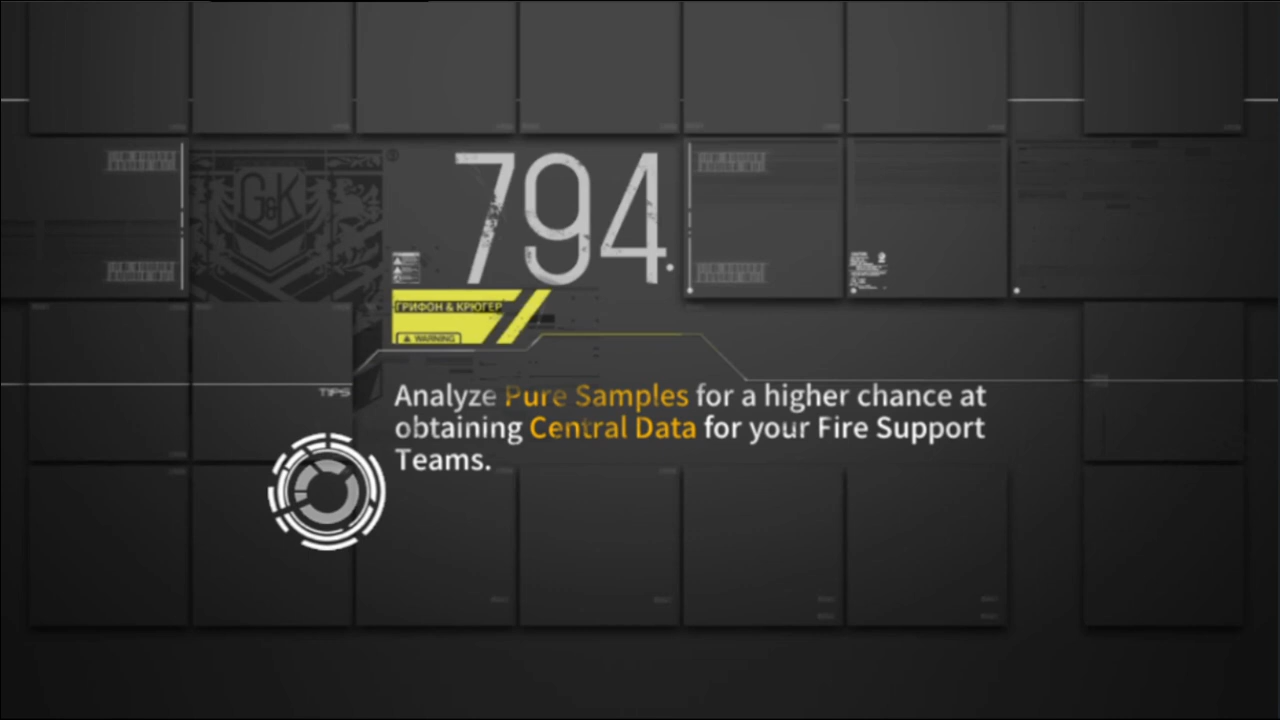 G&K
794.
ГРИФОН & КРЮГЕР
WARNING
TIPS
Analyze Pure Samples for a higher chance at
obtaining Central Data for your Fire Support
Teams.